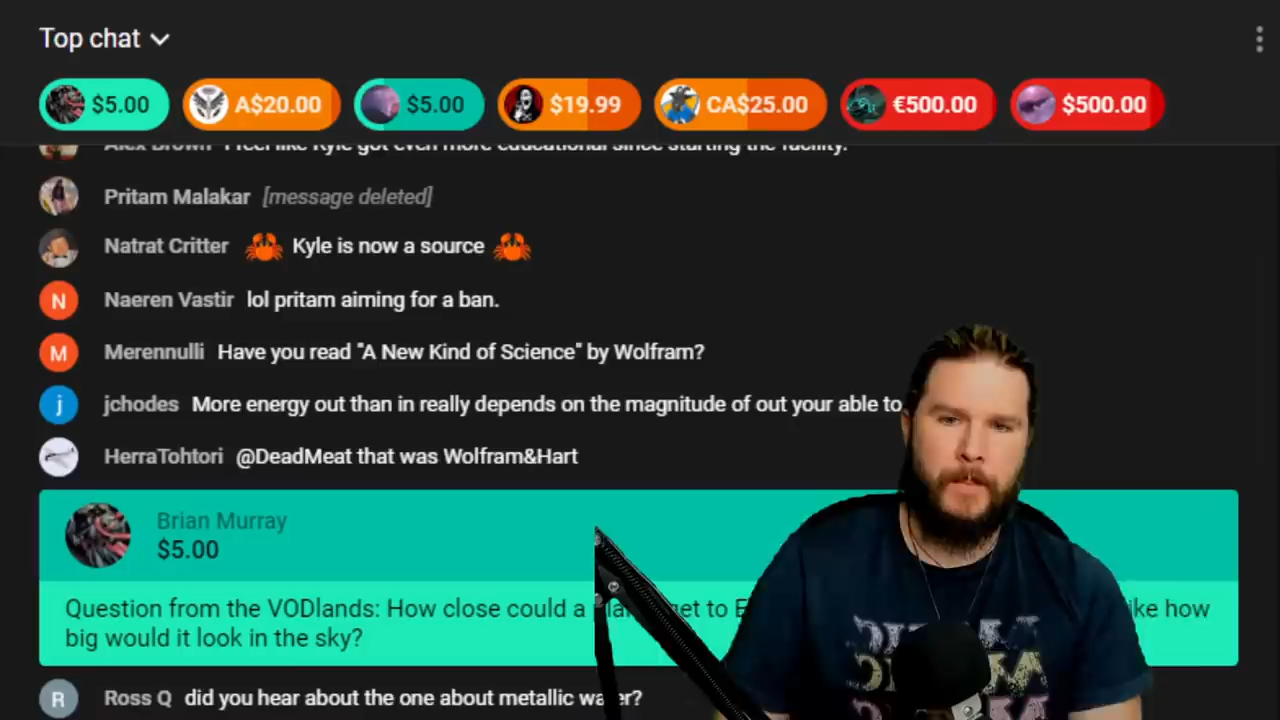 Top chat
$5.00 A$20.00 $5.00 $19.99 CA$25.00 €500.00 $500.00
Alex Brown I feel like Kyle got even more educational since starting the facility.
Pritam Malakar [message deleted]
Natrat Critter 🦀 Kyle is now a source 🦀
N Naeren Vastir lol pritam aiming for a ban.
M Merennulli Have you read "A New Kind of Science" by Wolfram?
j jchodes More energy out than in really depends on the magnitude of out your able to
HerraTohtori @DeadMeat that was Wolfram&Hart
Brian Murray
$5.00
Question from the VODlands: How close could a get to how
big would it look in the sky?
R Ross Q did you hear about the one about metallic water?